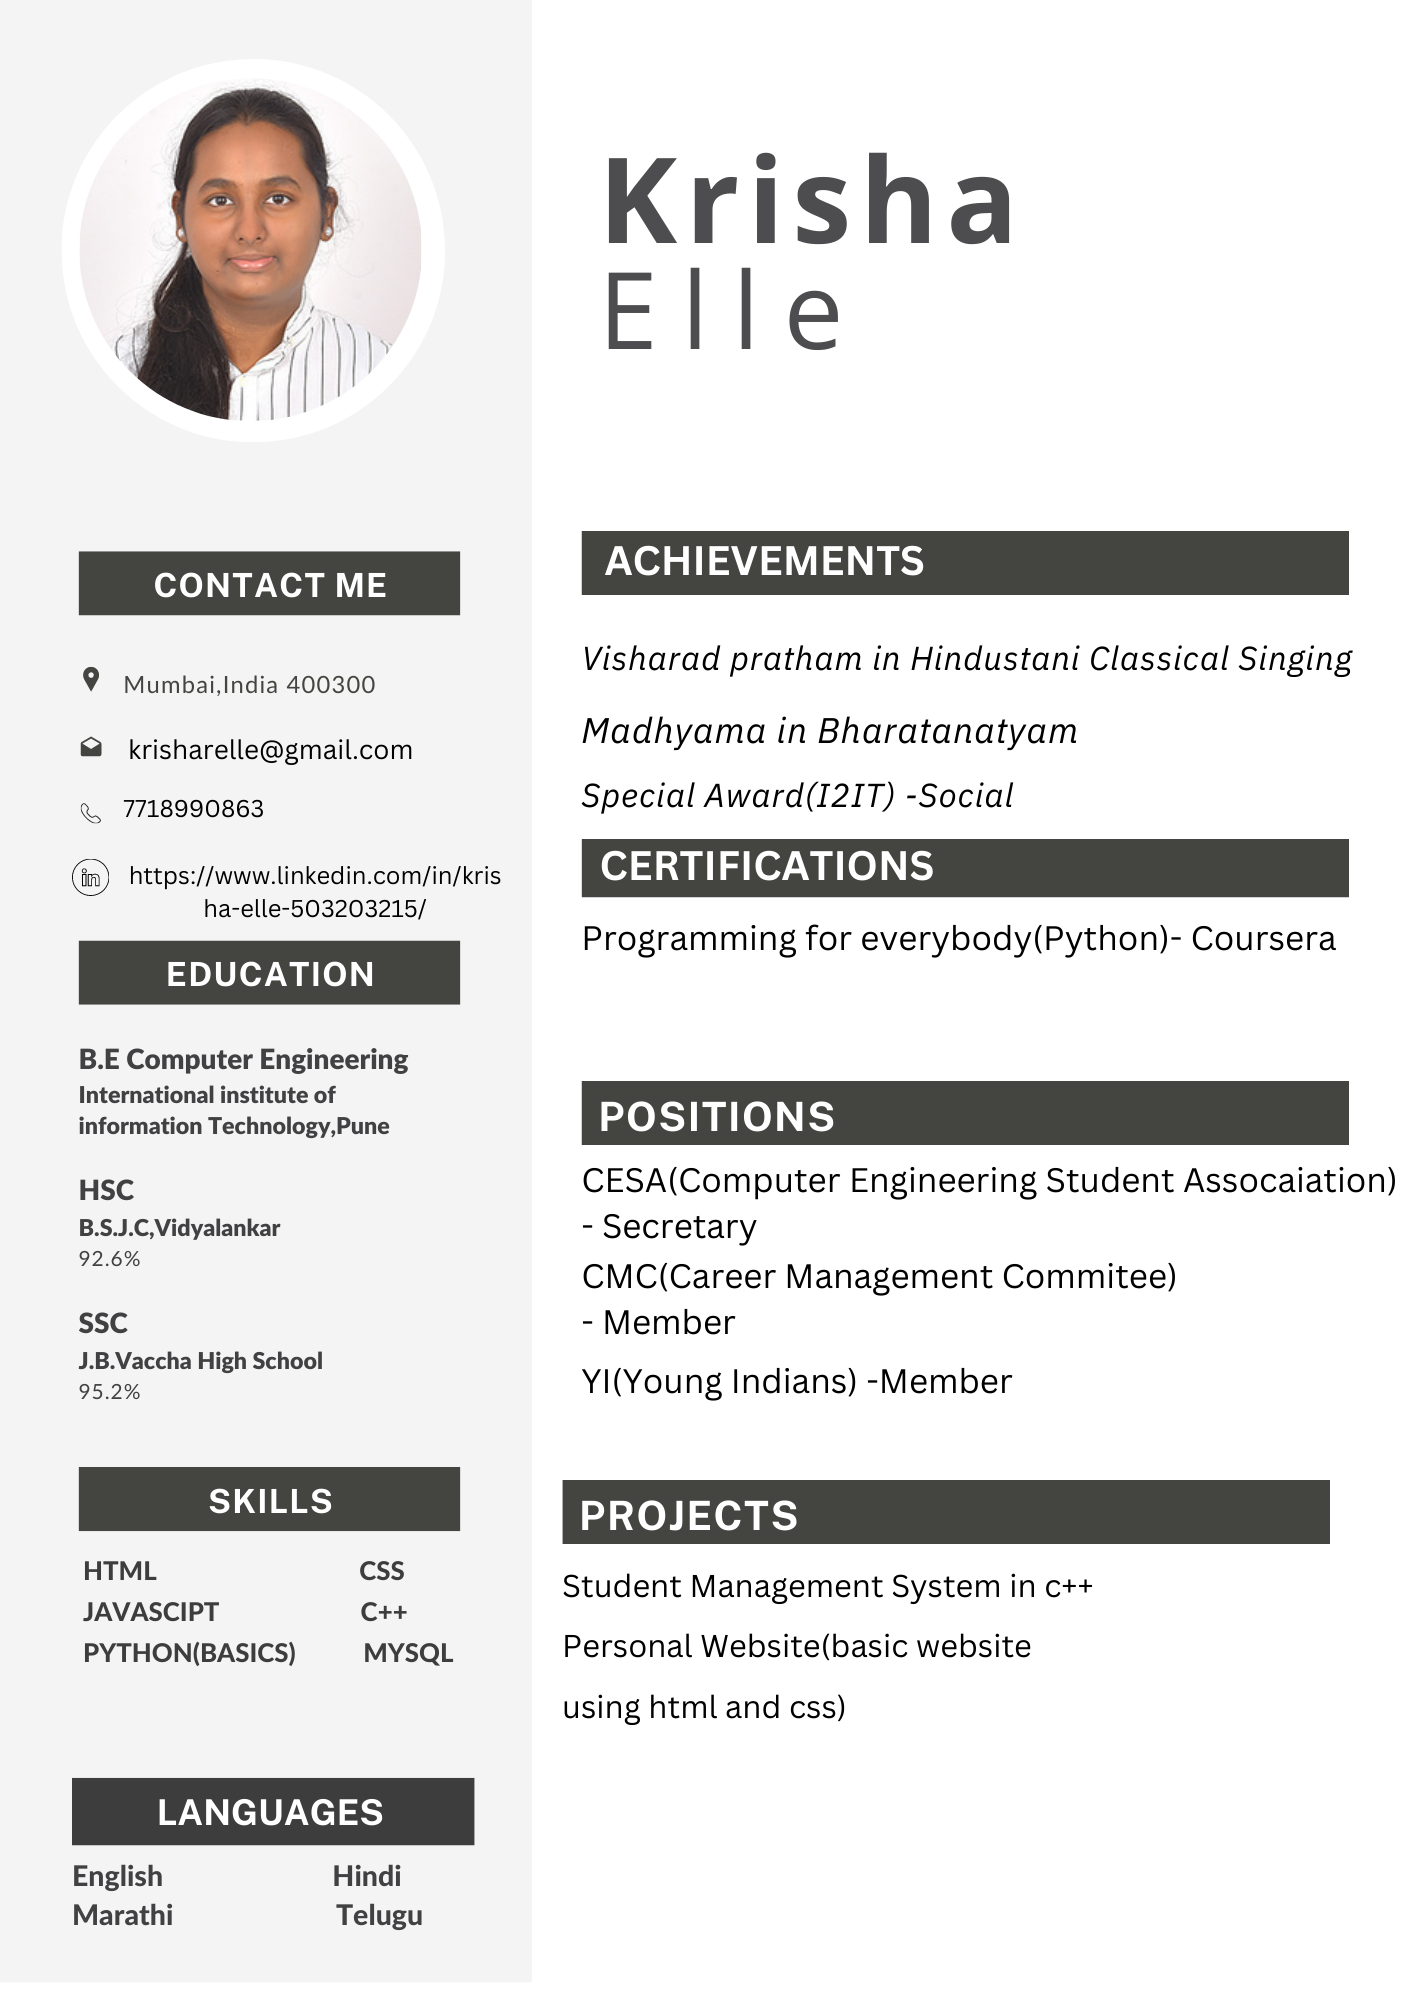 Krisha
Elle
CONTACT ME
Mumbai,India 400300
krisharelle@gmail.com
7718990863
https://www.linkedin.com/in/kris
ha-elle-503203215/
EDUCATION
B.E Computer Engineering
International institute of
information Technology,Pune
HSC
B.S.J.C,Vidyalankar
92.6%
SSC
J.B.Vaccha High School
95.2%
SKILLS
HTML CSS
JAVASCIPT C++
PYTHON(BASICS) MYSQL
LANGUAGES
English Hindi
Marathi Telugu
ACHIEVEMENTS
Visharad pratham in Hindustani Classical Singing
Madhyama in Bharatanatyam
Special Award(I2IT) -Social
CERTIFICATIONS
Programming for everybody(Python)- Coursera
POSITIONS
CESA(Computer Engineering Student Assocaiation)
- Secretary
CMC(Career Management Commitee)
- Member
YI(Young Indians) -Member
PROJECTS
Student Management System in c++
Personal Website(basic website
using html and css)